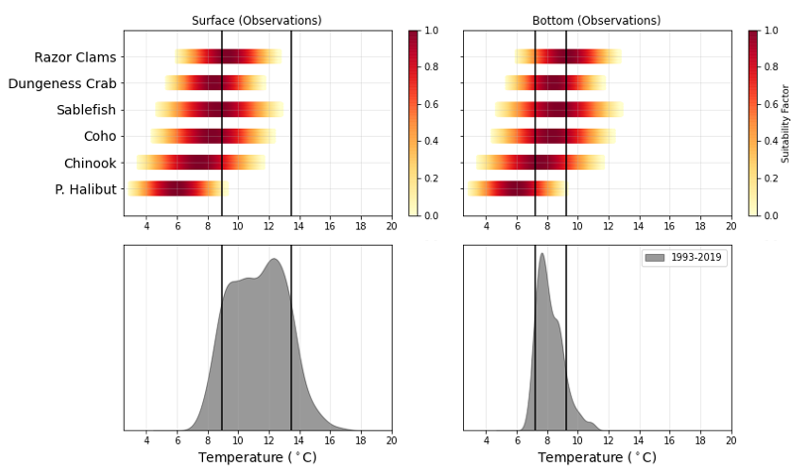 Surface (Observations)
Bottom (Observations)
Razor Clams
Dungeness Crab
Sablefish
Coho
Chinook
P. Halibut
4 6 8 10 12 14 16 18 20
1.0
0.8
0.6
0.4
0.2
0.0
4 6 8 10 12 14 16 18 20
1.0
0.8
0.6
0.4
0.2
0.0
Suitability Factor
1993-2019
4 6 8 10 12 14 16 18 20
Temperature (°C)
4 6 8 10 12 14 16 18 20
Temperature (°C)